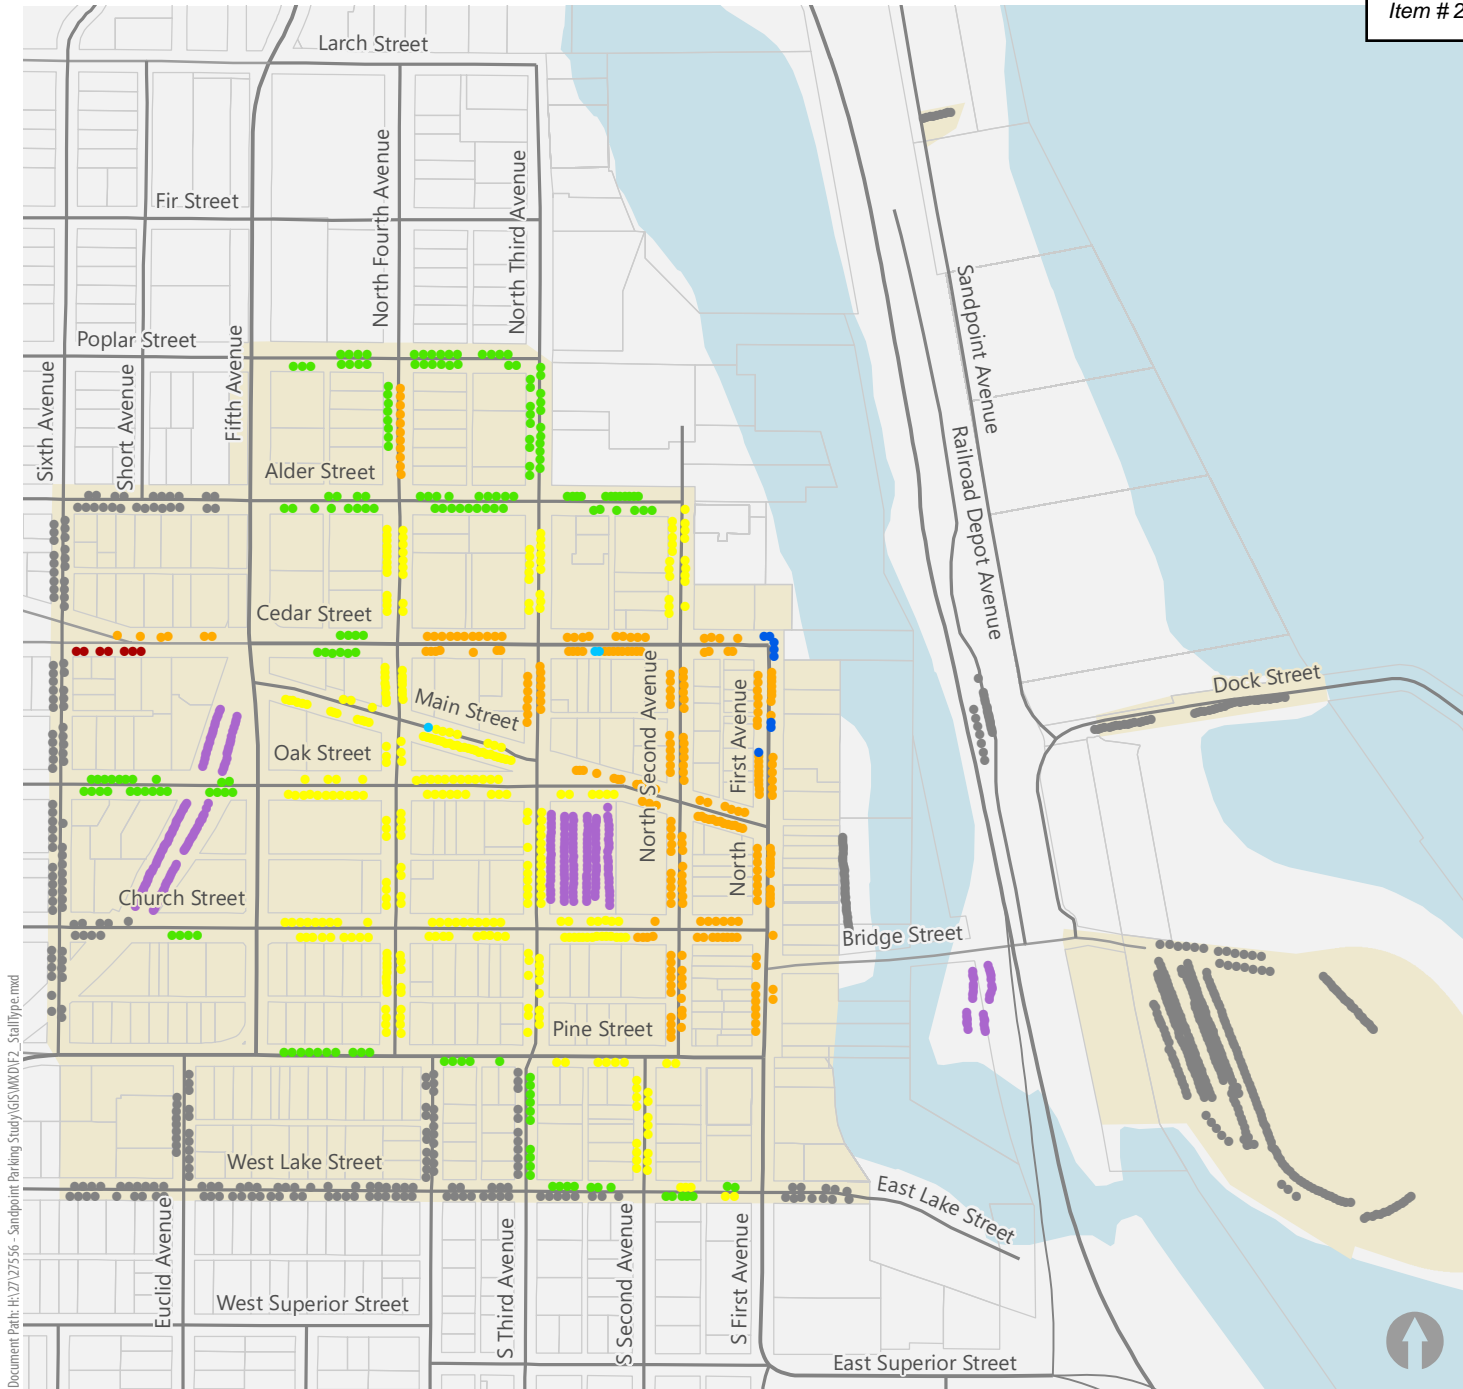 Item # 2
Larch Street
Fir Street
North Fourth Avenue
North Third Avenue
Poplar Street
Sixth Avenue
Short Avenue
Fifth Avenue
Alder Street
Sandpoint Avenue
Railroad Depot Avenue
Cedar Street
Main Street
Oak Street
North Second Avenue
North First Avenue
Dock Street
Church Street
Bridge Street
Pine Street
West Lake Street
East Lake Street
Euclid Avenue
S Third Avenue
S Second Avenue
S First Avenue
West Superior Street
East Superior Street
Document Path: H:\27\27556 - Sandpoint Parking Study\GIS\MXD\F2_StallType.mxd